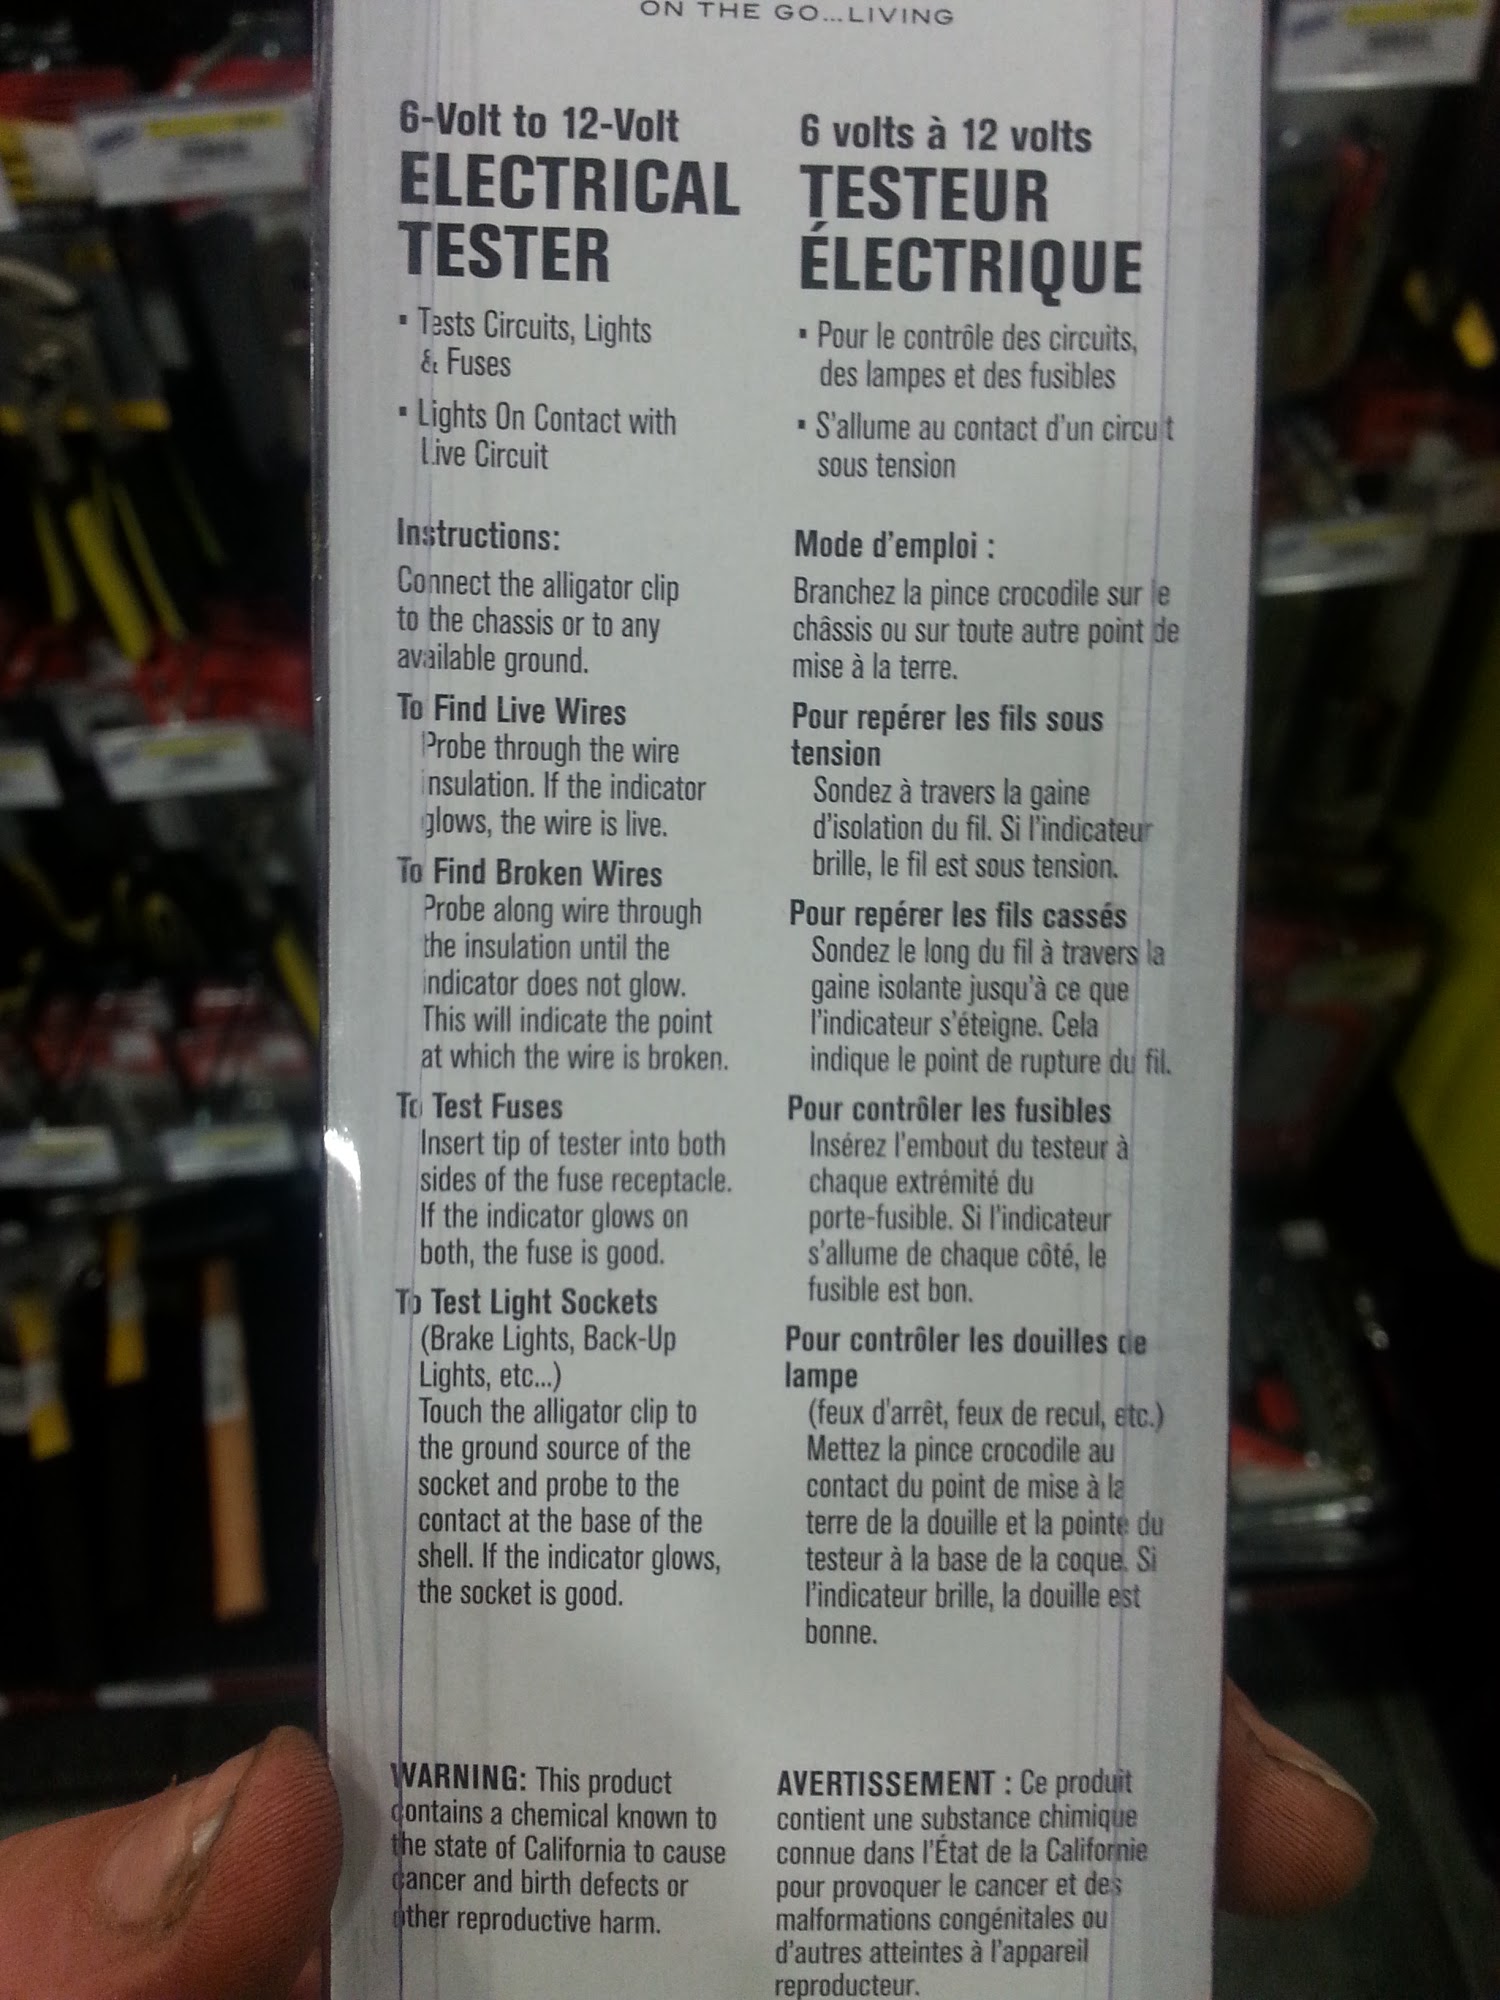 ON THE GO...LIVING
6-Volt to 12-Volt
ELECTRICAL
TESTER
▪ Tests Circuits, Lights
& Fuses
▪ Lights On Contact with
Live Circuit
Instructions:
Connect the alligator clip
to the chassis or to any
available ground.
To Find Live Wires
Probe through the wire
insulation. If the indicator
glows, the wire is live.
To Find Broken Wires
Probe along wire through
the insulation until the
indicator does not glow.
This will indicate the point
at which the wire is broken.
To Test Fuses
Insert tip of tester into both
sides of the fuse receptacle.
If the indicator glows on
both, the fuse is good.
To Test Light Sockets
(Brake Lights, Back-Up
Lights, etc...)
Touch the alligator clip to
the ground source of the
socket and probe to the
contact at the base of the
shell. If the indicator glows,
the socket is good.
WARNING: This product
contains a chemical known to
the state of California to cause
cancer and birth defects or
other reproductive harm.
6 volts à 12 volts
TESTEUR
ÉLECTRIQUE
▪ Pour le contrôle des circuits,
des lampes et des fusibles
▪ S'allume au contact d'un circuit
sous tension
Mode d'emploi :
Branchez la pince crocodile sur le
châssis ou sur toute autre point de
mise à la terre.
Pour repérer les fils sous
tension
Sondez à travers la gaine
d'isolation du fil. Si l'indicateur
brille, le fil est sous tension.
Pour repérer les fils cassés
Sondez le long du fil à travers la
gaine isolante jusqu'à ce que
l'indicateur s'éteigne. Cela
indique le point de rupture du fil.
Pour contrôler les fusibles
Insérez l'embout du testeur à
chaque extrémité du
porte-fusible. Si l'indicateur
s'allume de chaque côté, le
fusible est bon.
Pour contrôler les douilles de
lampe
(feux d'arrêt, feux de recul, etc.)
Mettez la pince crocodile au
contact du point de mise à la
terre de la douille et la pointe du
testeur à la base de la coque. Si
l'indicateur brille, la douille est
bonne.
AVERTISSEMENT : Ce produit
contient une substance chimique
connue dans l'État de la Californie
pour provoquer le cancer et des
malformations congénitales ou
d'autres atteintes à l'appareil
reproducteur.